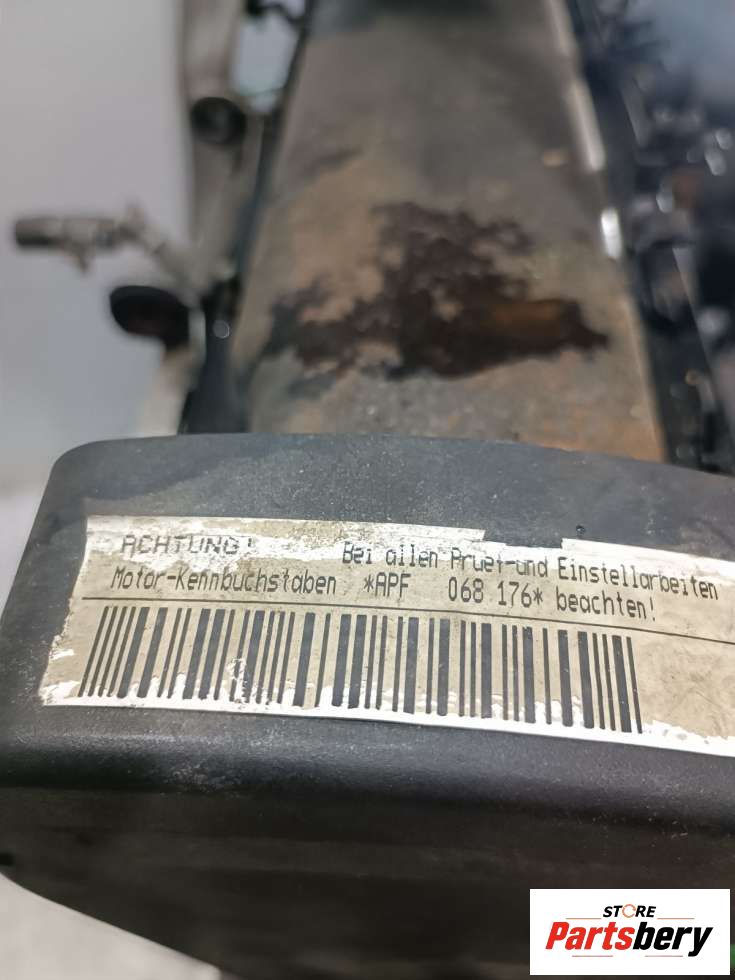 ACHTUNG! Bei allen Pruef-und Einstellarbeiten
Motor-Kennbuchstaben *APF 068 176* beachten!
STORE
Partsbery